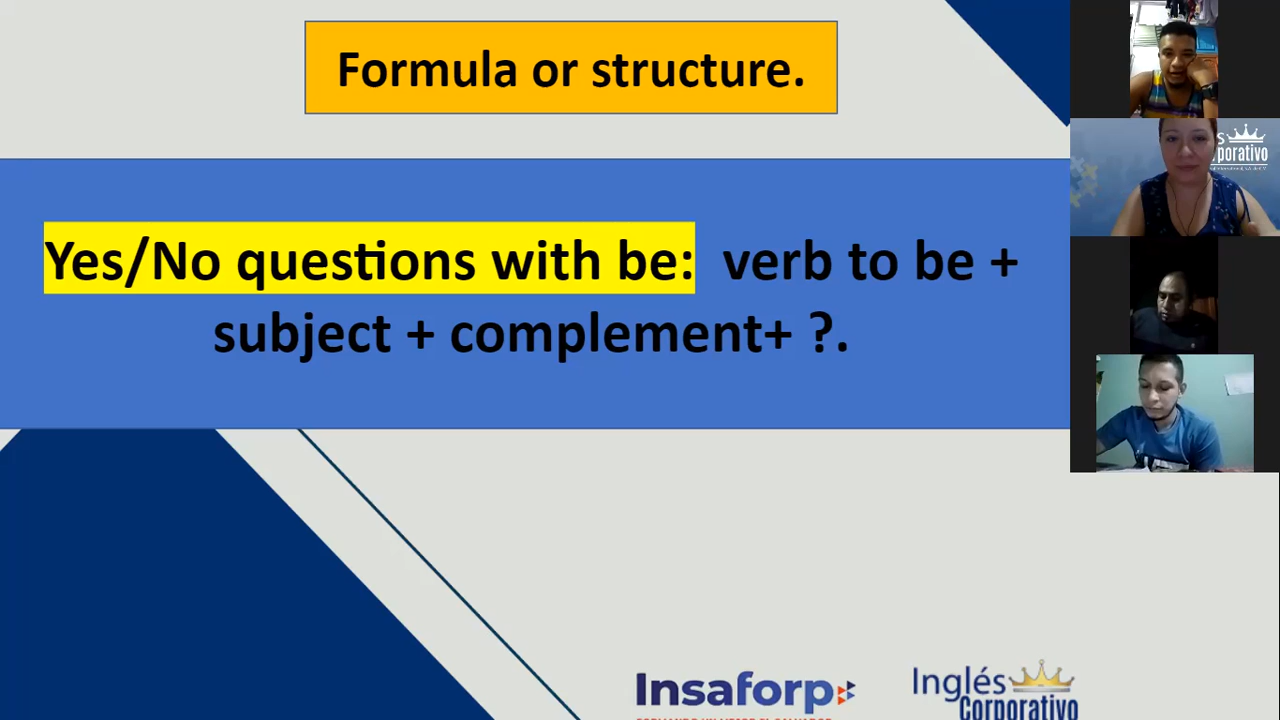 Formula or structure.
Yes/No questions with be: verb to be +
subject + complement+ ?.
Insaforp
Inglés
Corporativo